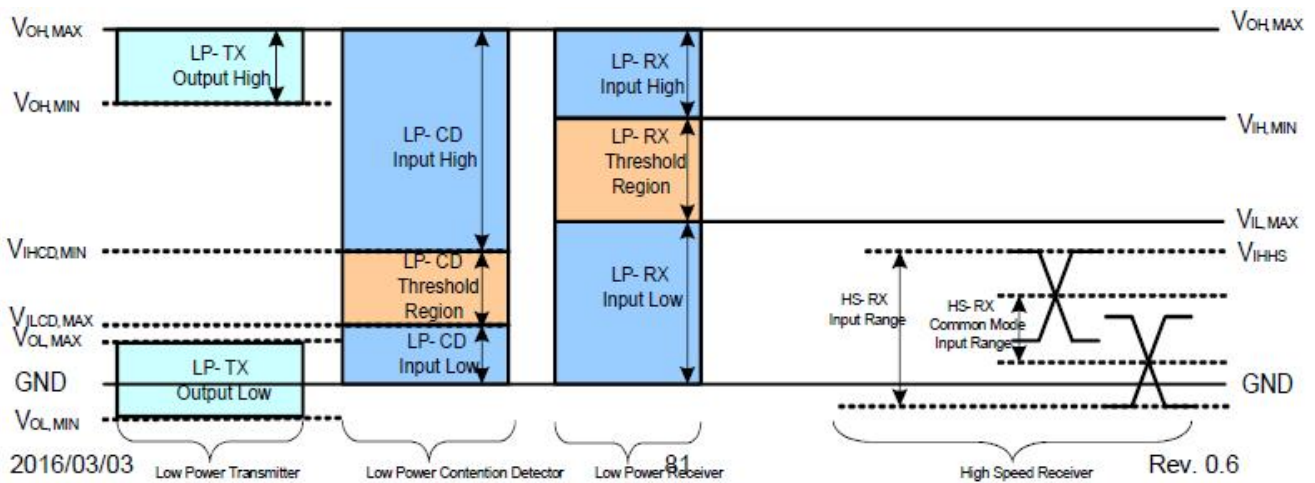 VOH,MAX
LP- TX
Output High
VOH,MIN
LP- CD
Input High
LP- RX
Input High
LP- RX
Threshold
Region
VOH,MAX
VIH,MIN
VIL,MAX
VIHCD,MIN
LP- CD
Threshold
Region
VILCD,MAX
VOL,MAX
LP- CD
Input Low
LP- RX
Input Low
LP- TX
Output Low
GND
VOL,MIN
HS- RX
Input Range
HS- RX
Common Mode
Input Range
VIHHS
GND
Low Power Transmitter
Low Power Contention Detector
Low Power Receiver
High Speed Receiver
2016/03/03
81
Rev. 0.6